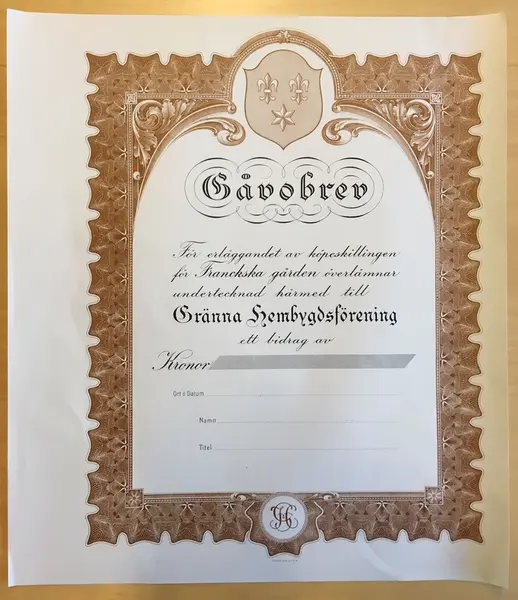 Gåvobrev
För erläggandet av köpeskillingen
för Franckska gården överlämnar
undertecknad härmed till
Gränna Hembygdsförening
ett bidrag av
Kronor
Ort o Datum
Namn
Titel